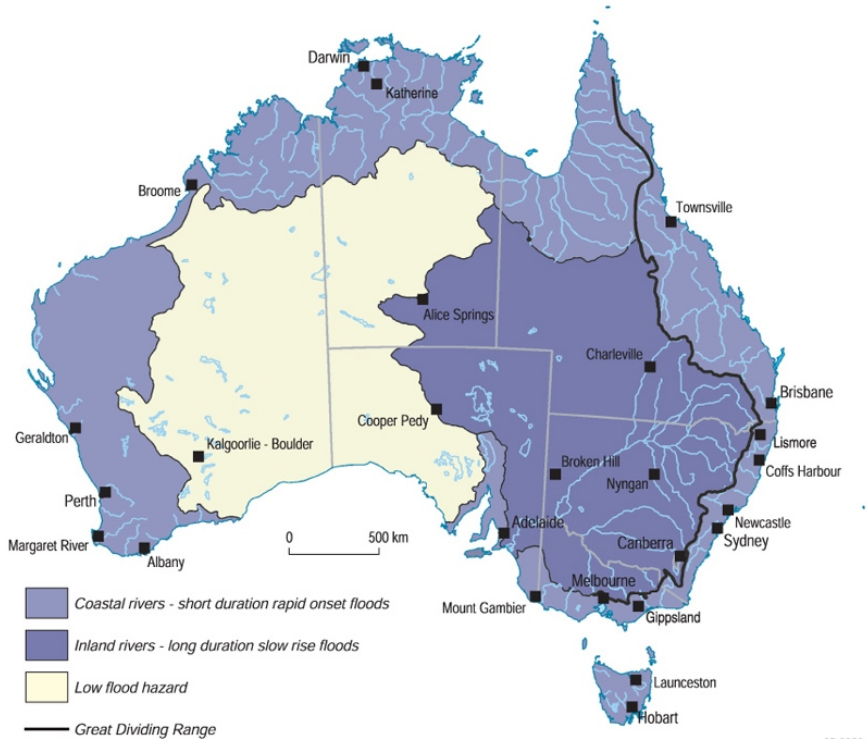 Darwin
Katherine
Broome
Townsville
Alice Springs
Charleville
Brisbane
Cooper Pedy
Geraldton
Kalgoorlie - Boulder
Lismore
Broken Hill
Coffs Harbour
Nyngan
Perth
Newcastle
Adelaide
Sydney
Margaret River
0 500 km
Canberra
Albany
Melbourne
Mount Gambier
Gippsland
Coastal rivers - short duration rapid onset floods
Inland rivers - long duration slow rise floods
Low flood hazard
Launceston
Hobart
Great Dividing Range